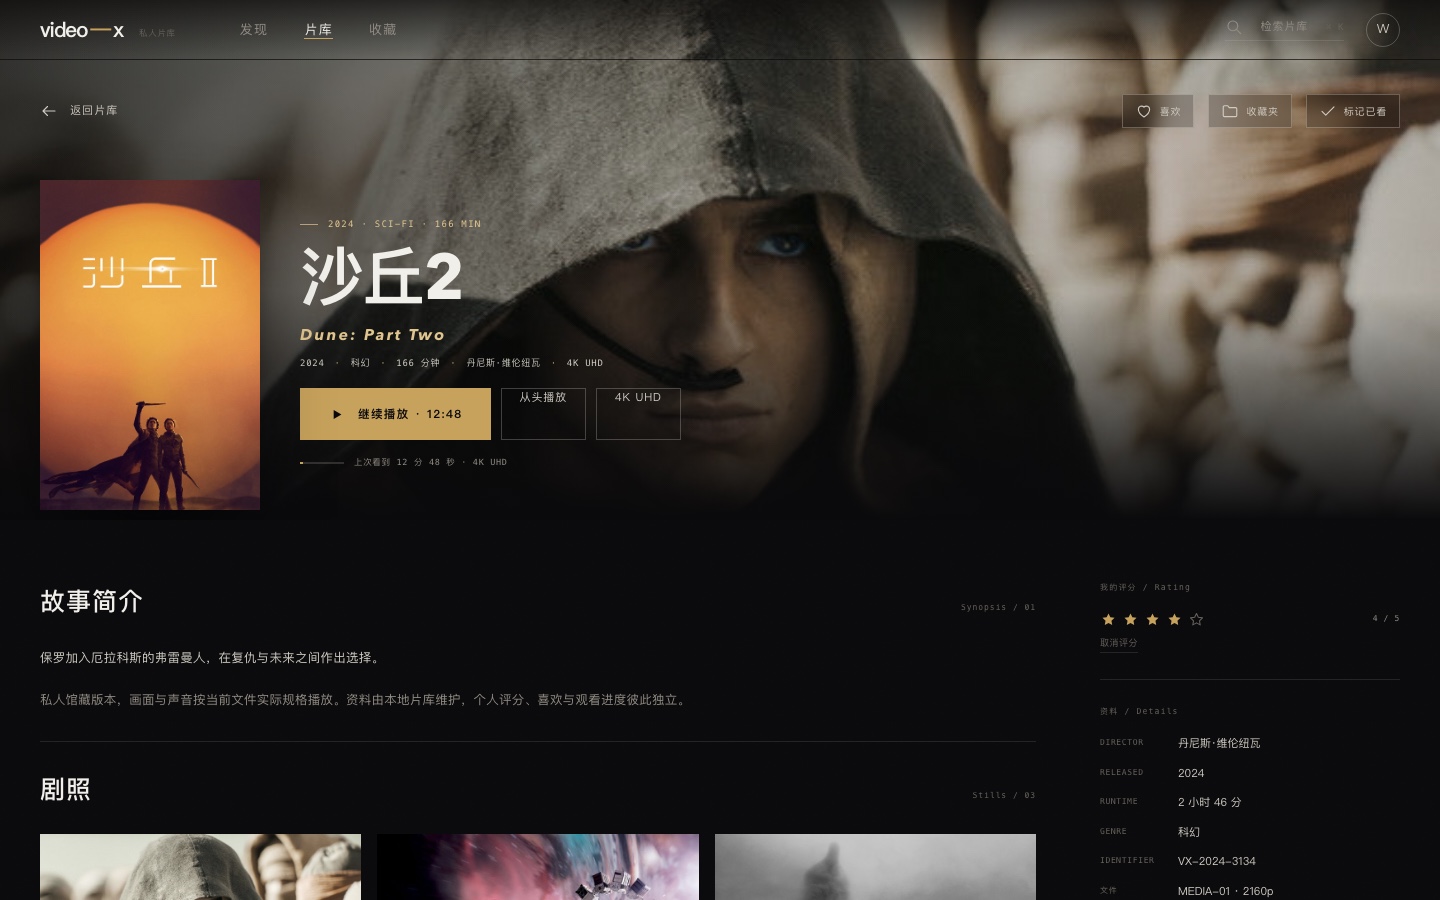 video—x 私人片库 发现 片库 收藏 检索片库 W
返回片库 喜欢 收藏夹 标记已看
沙丘 II
2024 · SCI-FI · 166 MIN
沙丘2
Dune: Part Two
2024 · 科幻 · 166 分钟 · 丹尼斯·维伦纽瓦 · 4K UHD
继续播放 · 12:48 从头播放 4K UHD
上次看到 12 分 48 秒 · 4K UHD
故事简介 Synopsis / 01
保罗加入厄拉科斯的弗雷曼人，在复仇与未来之间作出选择。
私人馆藏版本，画面与声音按当前文件实际规格播放。资料由本地片库维护，个人评分、喜欢与观看进度彼此独立。
剧照 Stills / 03
我的评分 / Rating
4 / 5
取消评分
资料 / Details
DIRECTOR 丹尼斯·维伦纽瓦
RELEASED 2024
RUNTIME 2 小时 46 分
GENRE 科幻
IDENTIFIER VX-2024-3134
文件 MEDIA-01 · 2160p